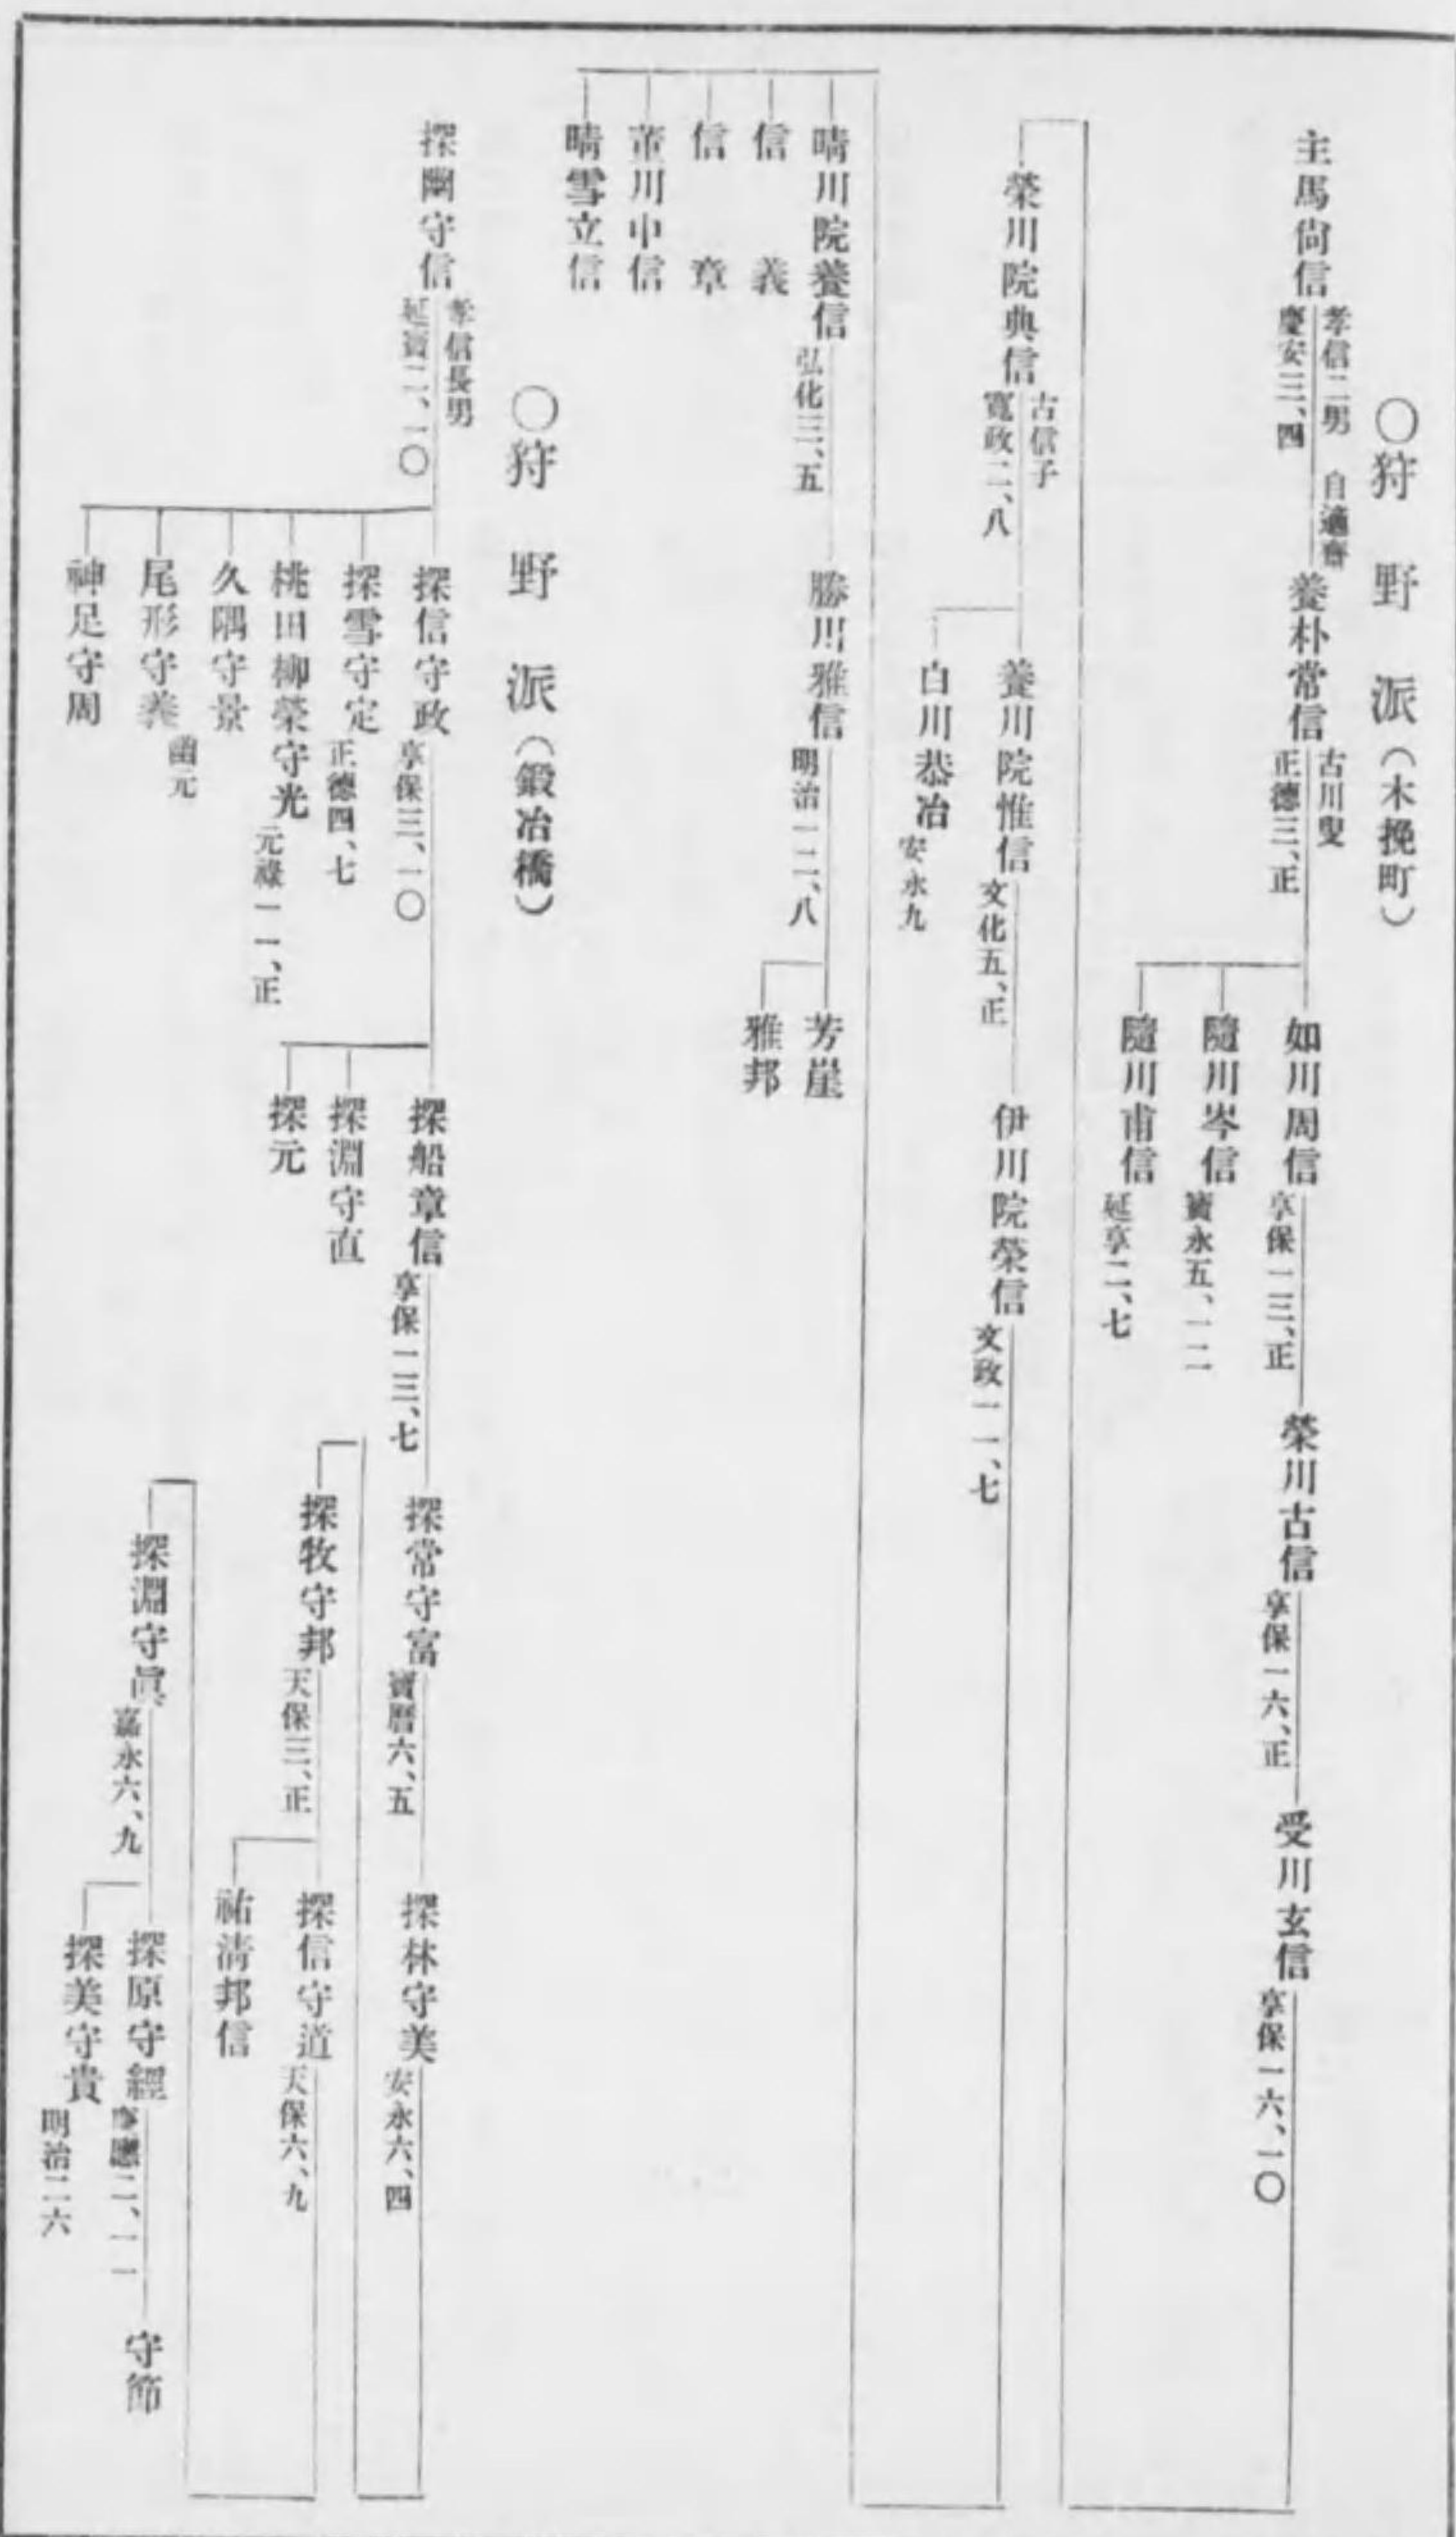 〇狩野派（木挽町）
主馬尙信
孝信二男　自適齋
慶安三、四
養朴常信
古川叟
正德三、正
如川周信
享保一三、正
隨川岑信
寶永五、一二
隨川甫信
延享二、七
榮川古信
享保一六、正
受川玄信
享保一六、一〇
榮川院典信
古信子
寬政二、八
養川院惟信
文化五、正
白川恭冶
安永九
伊川院榮信
文政一一、七
晴川院養信
弘化三、五
信義
信章
董川中信
晴雪立信
勝川雅信
明治一二、八
芳崖
雅邦
〇狩野派（鍛冶橋）
探幽守信
孝信長男
延寶二、一〇
探信守政
享保三、一〇
探雪守定
正德四、七
桃田柳榮守光
元祿一一、正
久隅守景
尾形守義
幽元
神足守周
探船章信
享保一三、七
探淵守直
探元
探常守富
寶曆六、五
探林守美
安永六、四
探牧守邦
天保三、正
探信守道
天保六、九
祐淸邦信
探淵守眞
嘉永六、九
探原守經
慶應二、一一
探美守貴
明治二六
守節